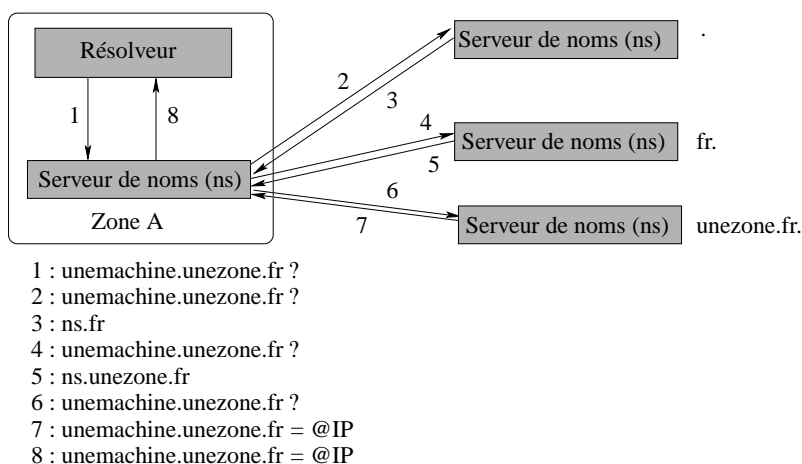 Résolveur
1
8
Serveur de noms (ns)
Zone A
2
3
4
5
6
7
Serveur de noms (ns)
.
Serveur de noms (ns)
fr.
Serveur de noms (ns)
unezone.fr.
1 : unemachine.unezone.fr ?
2 : unemachine.unezone.fr ?
3 : ns.fr
4 : unemachine.unezone.fr ?
5 : ns.unezone.fr
6 : unemachine.unezone.fr ?
7 : unemachine.unezone.fr = @IP
8 : unemachine.unezone.fr = @IP